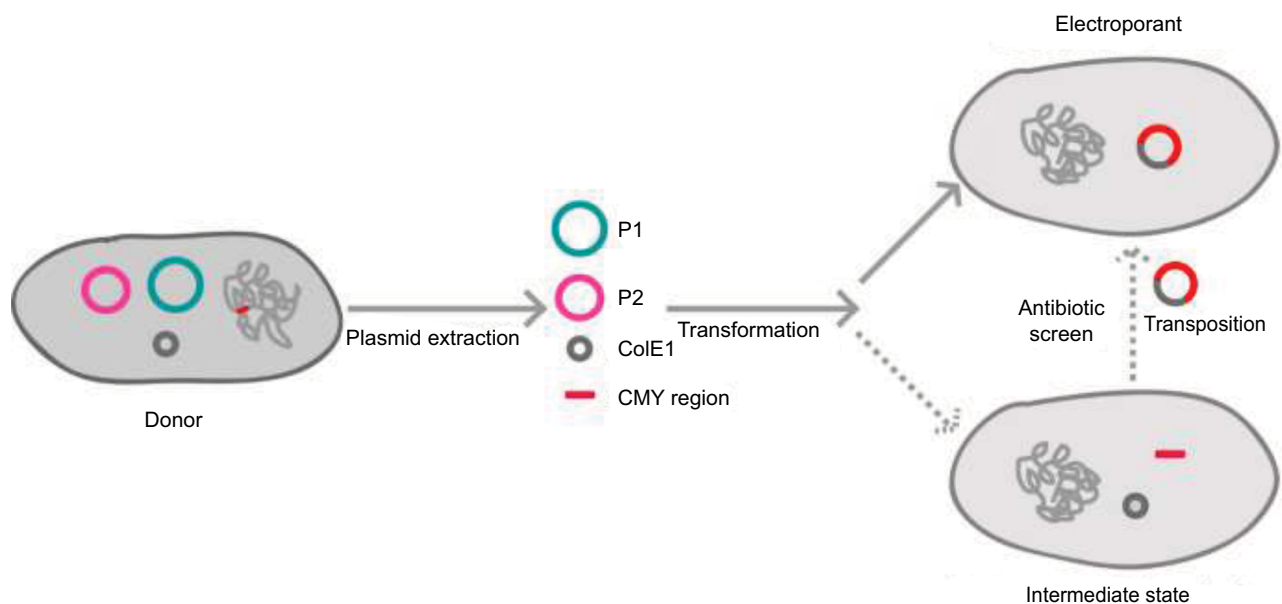 Electroporant
P1
P2
Plasmid extraction
Transformation
ColE1
CMY region
Donor
Antibiotic
screen
Transposition
Intermediate state